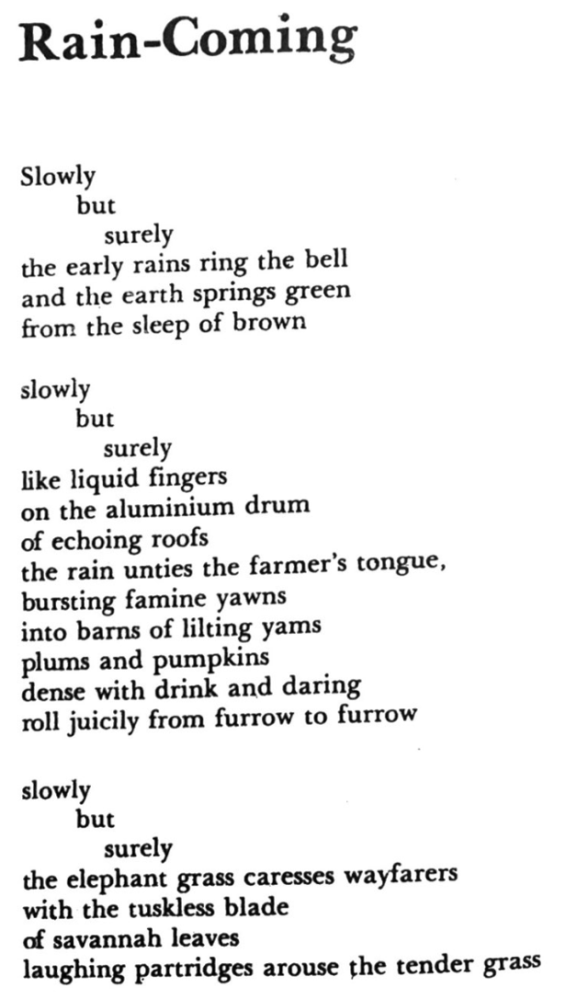 Rain-Coming
Slowly
but
surely
the early rains ring the bell
and the earth springs green
from the sleep of brown
slowly
but
surely
like liquid fingers
on the aluminium drum
of echoing roofs
the rain unties the farmer's tongue,
bursting famine yawns
into barns of lilting yams
plums and pumpkins
dense with drink and daring
roll juicily from furrow to furrow
slowly
but
surely
the elephant grass caresses wayfarers
with the tuskless blade
of savannah leaves
laughing partridges arouse the tender grass